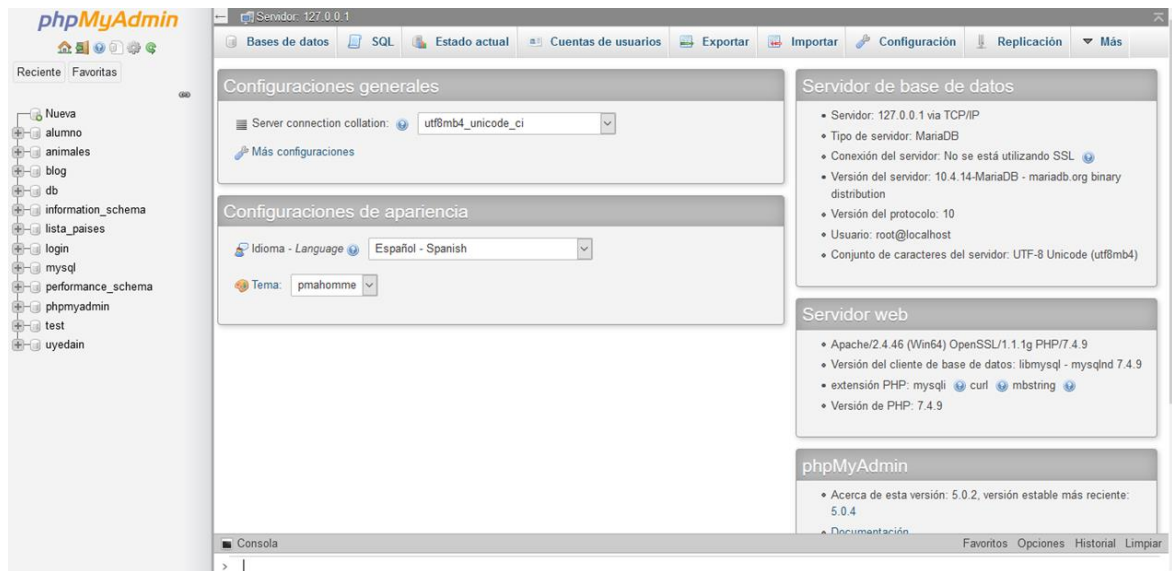 phpMyAdmin
Reciente Favoritas
Nueva
alumno
animales
blog
db
information_schema
lista_paises
login
mysql
performance_schema
phpmyadmin
test
uyedain
Servidor: 127.0.0.1
Bases de datos SQL Estado actual Cuentas de usuarios Exportar Importar Configuración Replicación Más
Configuraciones generales
Server connection collation: utf8mb4_unicode_ci
Más configuraciones
Configuraciones de apariencia
Idioma - Language Español - Spanish
Tema: pmahomme
Servidor de base de datos
Servidor: 127.0.0.1 via TCP/IP
Tipo de servidor: MariaDB
Conexión del servidor: No se está utilizando SSL
Versión del servidor: 10.4.14-MariaDB - mariadb.org binary
distribution
Versión del protocolo: 10
Usuario: root@localhost
Conjunto de caracteres del servidor: UTF-8 Unicode (utf8mb4)
Servidor web
Apache/2.4.46 (Win64) OpenSSL/1.1.1g PHP/7.4.9
Versión del cliente de base de datos: libmysql - mysqlnd 7.4.9
extensión PHP: mysqli curl mbstring
Versión de PHP: 7.4.9
phpMyAdmin
Acerca de esta versión: 5.0.2, versión estable más reciente:
5.0.4
Documentación
Consola Favoritos Opciones Historial Limpiar
>